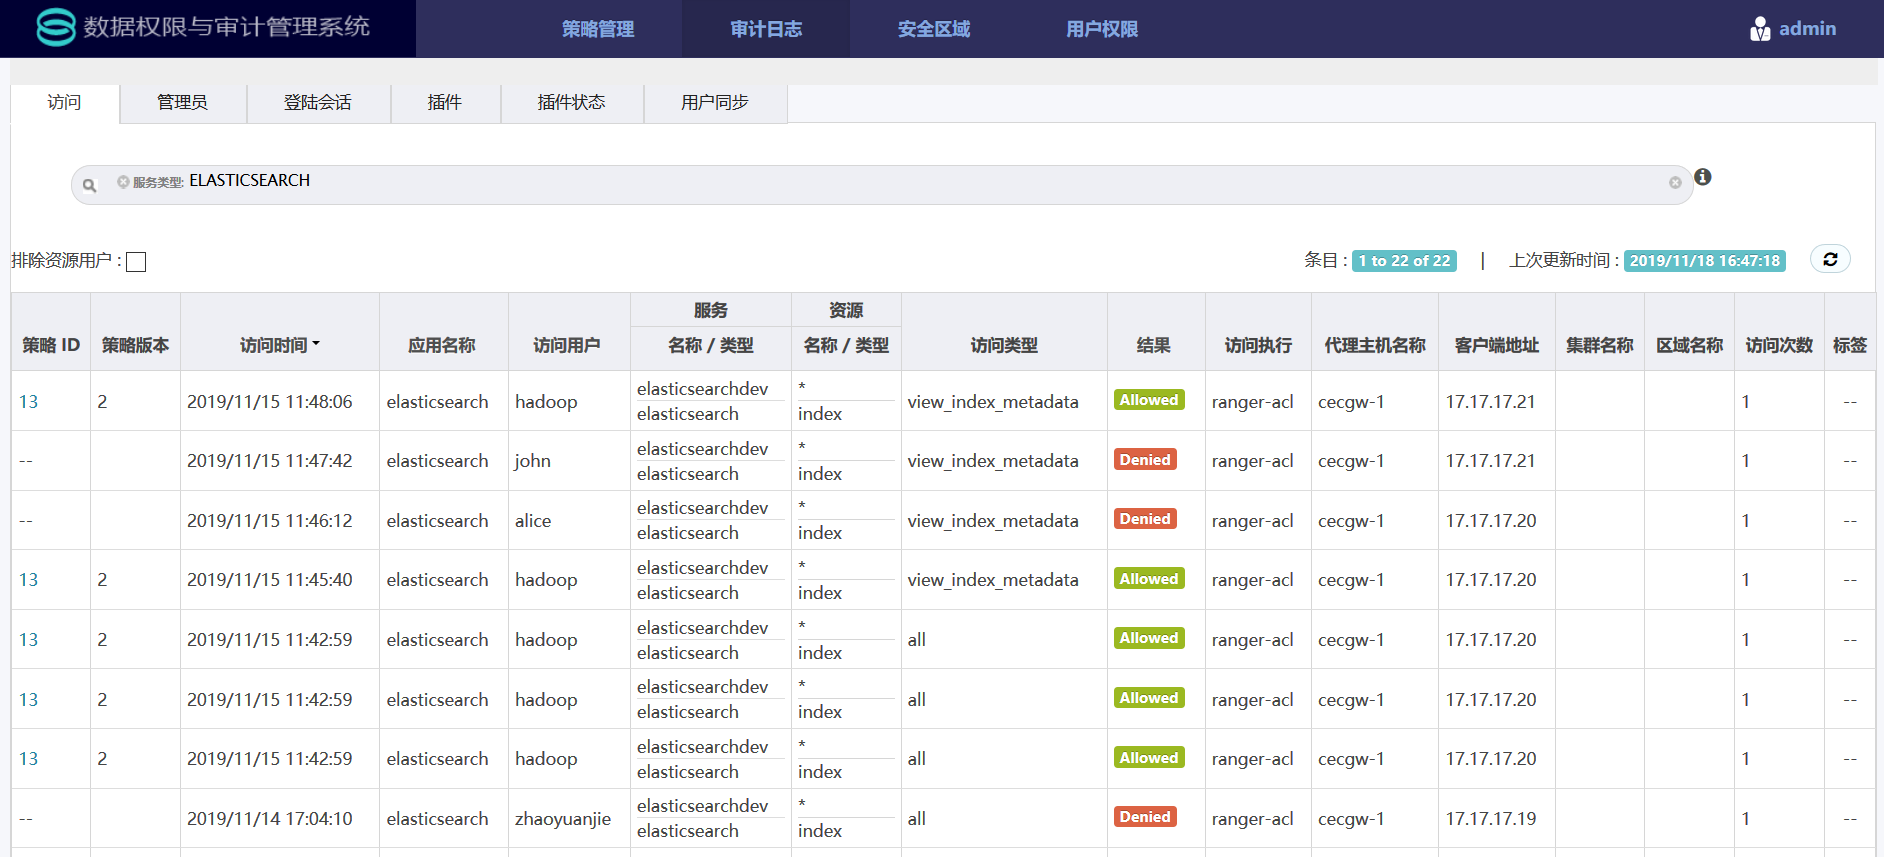 数据权限与审计管理系统
策略管理 审计日志 安全区域 用户权限 admin
访问 管理员 登陆会话 插件 插件状态 用户同步
服务类型: ELASTICSEARCH
排除资源用户 : 条目 : 1 to 22 of 22 | 上次更新时间 : 2019/11/18 16:47:18
服务 资源
策略 ID 策略版本 访问时间 应用名称 访问用户 名称 / 类型 名称 / 类型 访问类型 结果 访问执行 代理主机名称 客户端地址 集群名称 区域名称 访问次数 标签
elasticsearchdev *
13 2 2019/11/15 11:48:06 elasticsearch hadoop view_index_metadata Allowed ranger-acl cecgw-1 17.17.17.21 1 --
elasticsearch index
elasticsearchdev *
-- 2019/11/15 11:47:42 elasticsearch john view_index_metadata Denied ranger-acl cecgw-1 17.17.17.21 1 --
elasticsearch index
elasticsearchdev *
-- 2019/11/15 11:46:12 elasticsearch alice view_index_metadata Denied ranger-acl cecgw-1 17.17.17.20 1 --
elasticsearch index
elasticsearchdev *
13 2 2019/11/15 11:45:40 elasticsearch hadoop view_index_metadata Allowed ranger-acl cecgw-1 17.17.17.20 1 --
elasticsearch index
elasticsearchdev *
13 2 2019/11/15 11:42:59 elasticsearch hadoop all Allowed ranger-acl cecgw-1 17.17.17.20 1 --
elasticsearch index
elasticsearchdev *
13 2 2019/11/15 11:42:59 elasticsearch hadoop all Allowed ranger-acl cecgw-1 17.17.17.20 1 --
elasticsearch index
elasticsearchdev *
13 2 2019/11/15 11:42:59 elasticsearch hadoop all Allowed ranger-acl cecgw-1 17.17.17.20 1 --
elasticsearch index
elasticsearchdev *
-- 2019/11/14 17:04:10 elasticsearch zhaoyuanjie all Denied ranger-acl cecgw-1 17.17.17.19 1 --
elasticsearch index